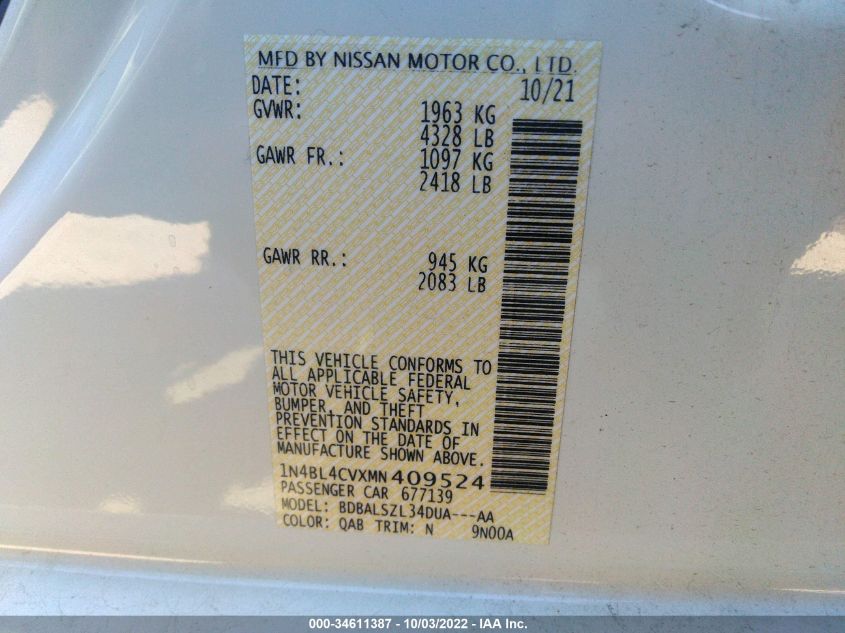 MFD BY NISSAN MOTOR CO., LTD.
DATE: 10/21
GVWR: 1963 KG
4328 LB
GAWR FR.: 1097 KG
2418 LB
GAWR RR.: 945 KG
2083 LB
THIS VEHICLE CONFORMS TO
ALL APPLICABLE FEDERAL
MOTOR VEHICLE SAFETY,
BUMPER, AND THEFT
PREVENTION STANDARDS IN
EFFECT ON THE DATE OF
MANUFACTURE SHOWN ABOVE.
1N4BL4CVXMN409524
PASSENGER CAR 677139
MODEL: BDBALSZL34DUA---AA
COLOR: QAB TRIM: N 9N00A
000-34611387 - 10/03/2022 - IAA Inc.